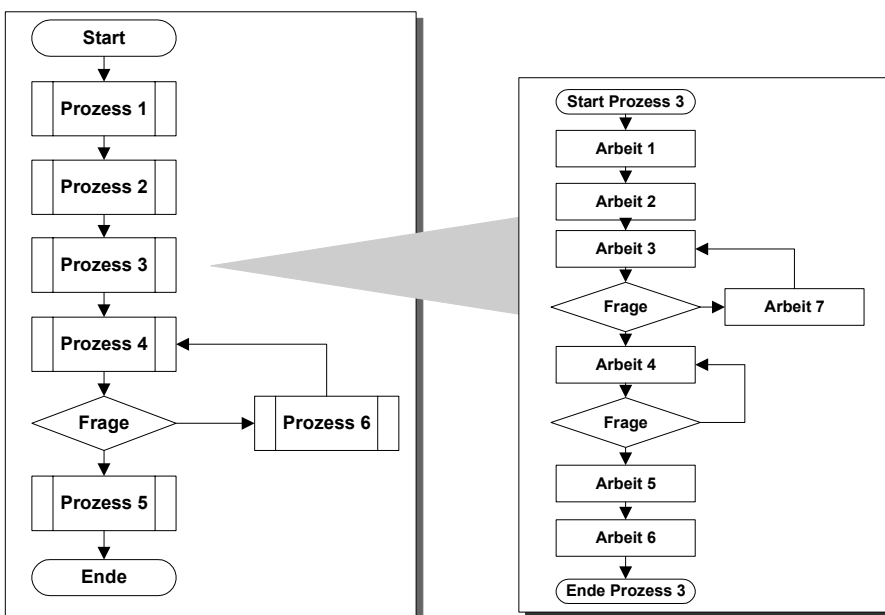 Start
Prozess 1
Prozess 2
Prozess 3
Prozess 4
Frage
Prozess 6
Prozess 5
Ende
Start Prozess 3
Arbeit 1
Arbeit 2
Arbeit 3
Frage
Arbeit 7
Arbeit 4
Frage
Arbeit 5
Arbeit 6
Ende Prozess 3